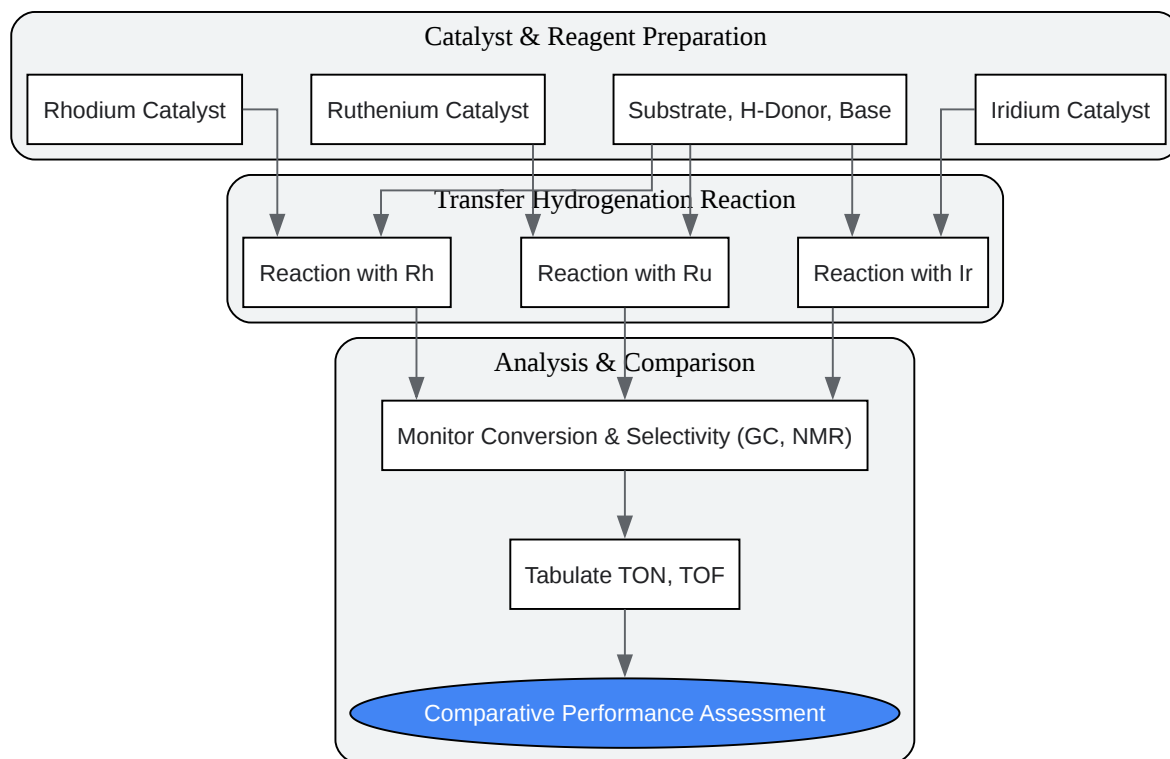 Catalyst & Reagent Preparation
Rhodium Catalyst
Ruthenium Catalyst
Substrate, H-Donor, Base
Iridium Catalyst
Transfer Hydrogenation Reaction
Reaction with Rh
Reaction with Ru
Reaction with Ir
Analysis & Comparison
Monitor Conversion & Selectivity (GC, NMR)
Tabulate TON, TOF
Comparative Performance Assessment